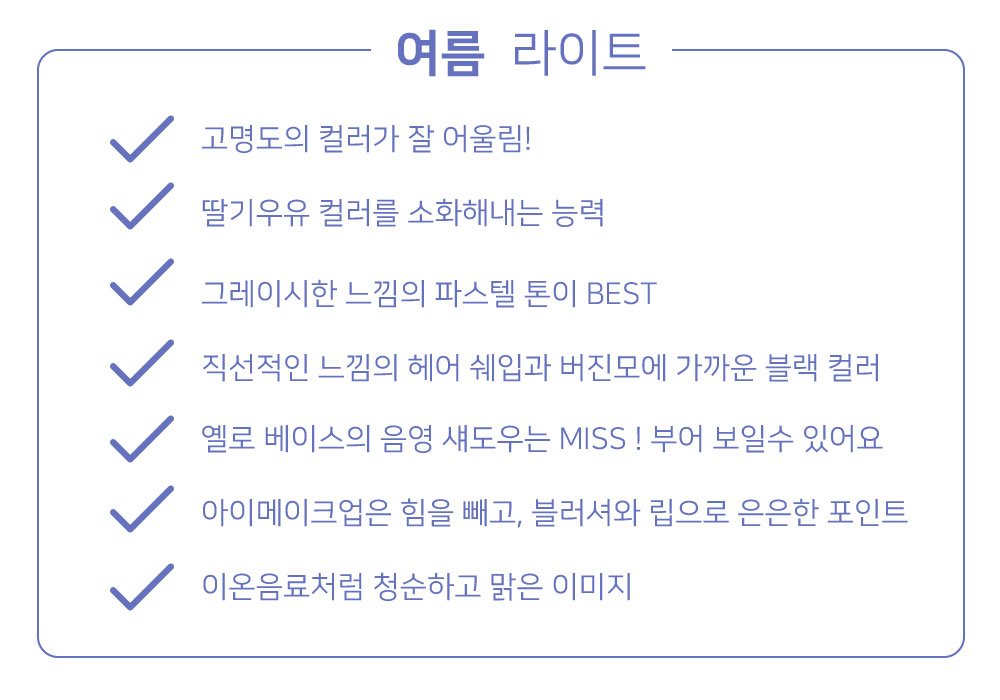 여름 라이트
고명도의 컬러가 잘 어울림!
딸기우유 컬러를 소화해내는 능력
그레이시한 느낌의 파스텔 톤이 BEST
직선적인 느낌의 헤어 쉐입과 버진모에 가까운 블랙 컬러
옐로 베이스의 음영 섀도우는 MISS ! 부어 보일수 있어요
아이메이크업은 힘을 빼고, 블러셔와 립으로 은은한 포인트
이온음료처럼 청순하고 맑은 이미지